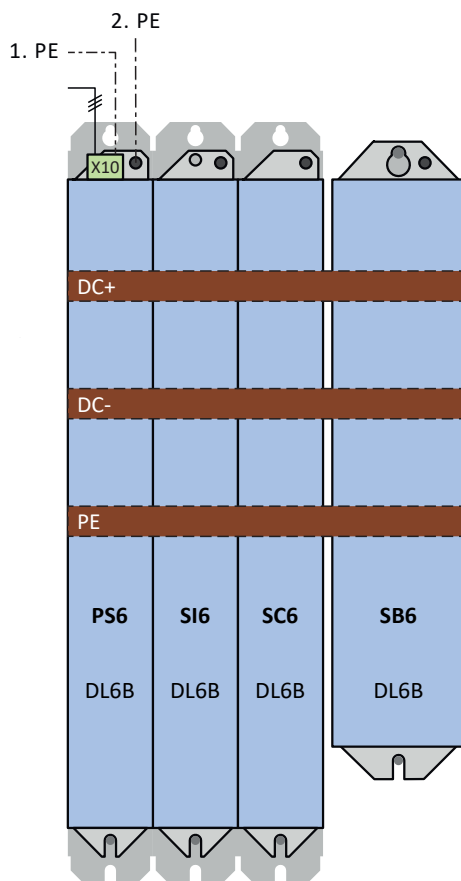 2. PE
1. PE
X10
DC+
DC-
PE
PS6 SI6 SC6 SB6
DL6B DL6B DL6B DL6B